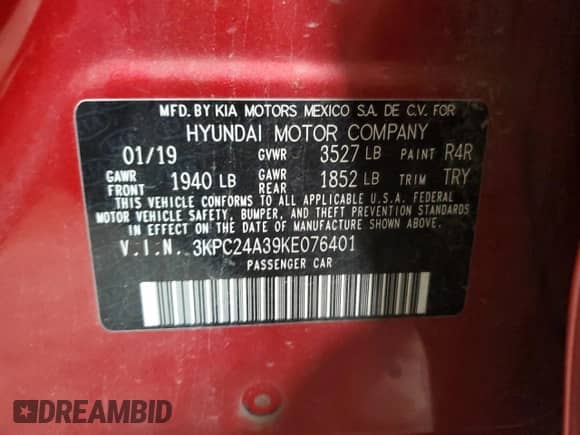 MFD. BY KIA MOTORS MEXICO S.A. DE C.V. FOR
HYUNDAI MOTOR COMPANY
01/19 GVWR 3527 LB PAINT R4R
GAWR FRONT 1940 LB GAWR REAR 1852 LB TRIM TRY
THIS VEHICLE CONFORMS TO ALL APPLICABLE U.S.A. FEDERAL
MOTOR VEHICLE SAFETY, BUMPER, AND THEFT PREVENTION STANDARDS
IN EFFECT ON THE DATE OF MANUFACTURE SHOWN ABOVE.
V.I.N. 3KPC24A39KE076401
PASSENGER CAR
DREAMBID